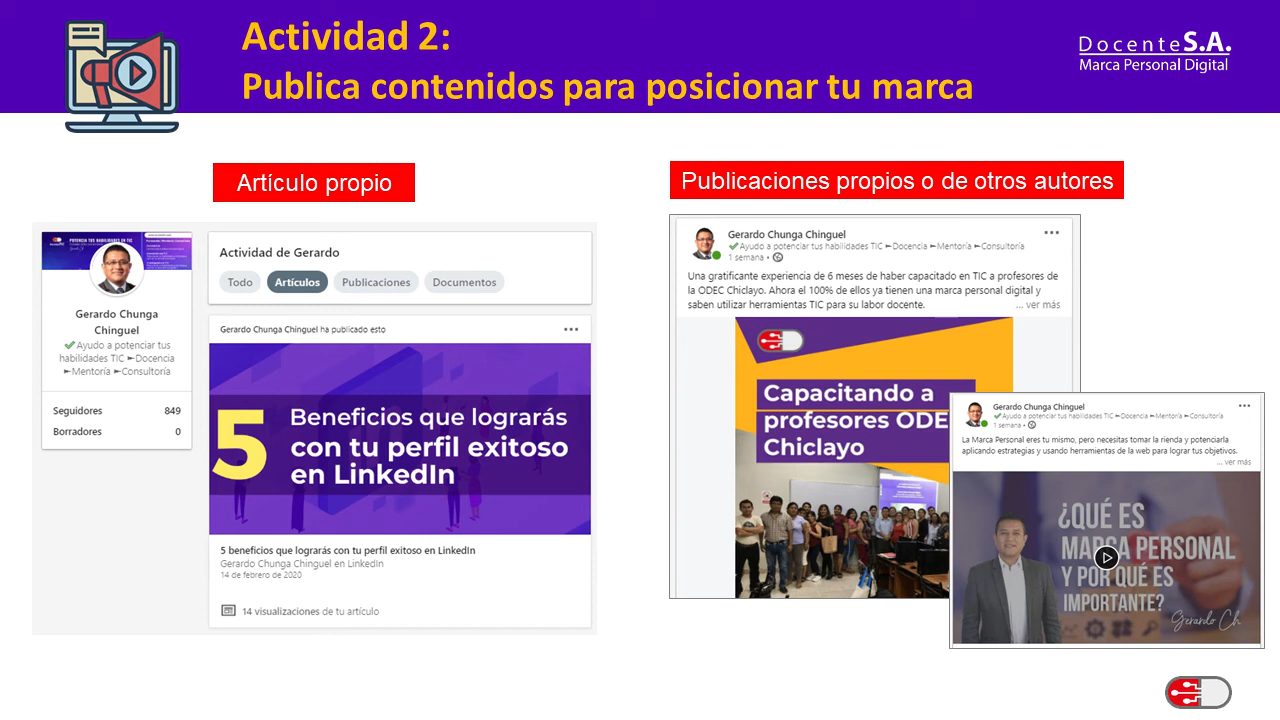 Actividad 2:
Publica contenidos para posicionar tu marca
DocenteS.A.
Marca Personal Digital
Artículo propio
Publicaciones propios o de otros autores
POTENCIA TUS HABILIDADES EN TIC
Gerardo Chunga
Chinguel
Ayudo a potenciar tus
habilidades TIC ►Docencia
►Mentoría ►Consultoría
Seguidores 849
Borradores 0
Actividad de Gerardo
Todo Artículos Publicaciones Documentos
Gerardo Chunga Chinguel ha publicado esto
5 Beneficios que lograrás
con tu perfil exitoso
en LinkedIn
5 beneficios que lograrás con tu perfil exitoso en LinkedIn
Gerardo Chunga Chinguel en LinkedIn
14 de febrero de 2020
14 visualizaciones de tu artículo
Gerardo Chunga Chinguel
Ayudo a potenciar tus habilidades TIC ►Docencia ►Mentoría ►Consultoría
1 semana •
Una gratificante experiencia de 6 meses de haber capacitado en TIC a profesores de
la ODEC Chiclayo. Ahora el 100% de ellos ya tienen una marca personal digital y
saben utilizar herramientas TIC para su labor docente. ... ver más
Capacitando a
profesores ODE
Chiclayo
Gerardo Chunga Chinguel
Ayudo a potenciar tus habilidades TIC ►Docencia ►Mentoría ►Consultoría
1 semana •
La Marca Personal eres tu mismo, pero necesitas tomar la rienda y potenciarla
aplicando estrategias y usando herramientas de la web para lograr tus objetivos.
... ver más
¿QUÉ ES
MARCA PERSONAL
Y POR QUÉ ES
IMPORTANTE?
Gerardo Ch